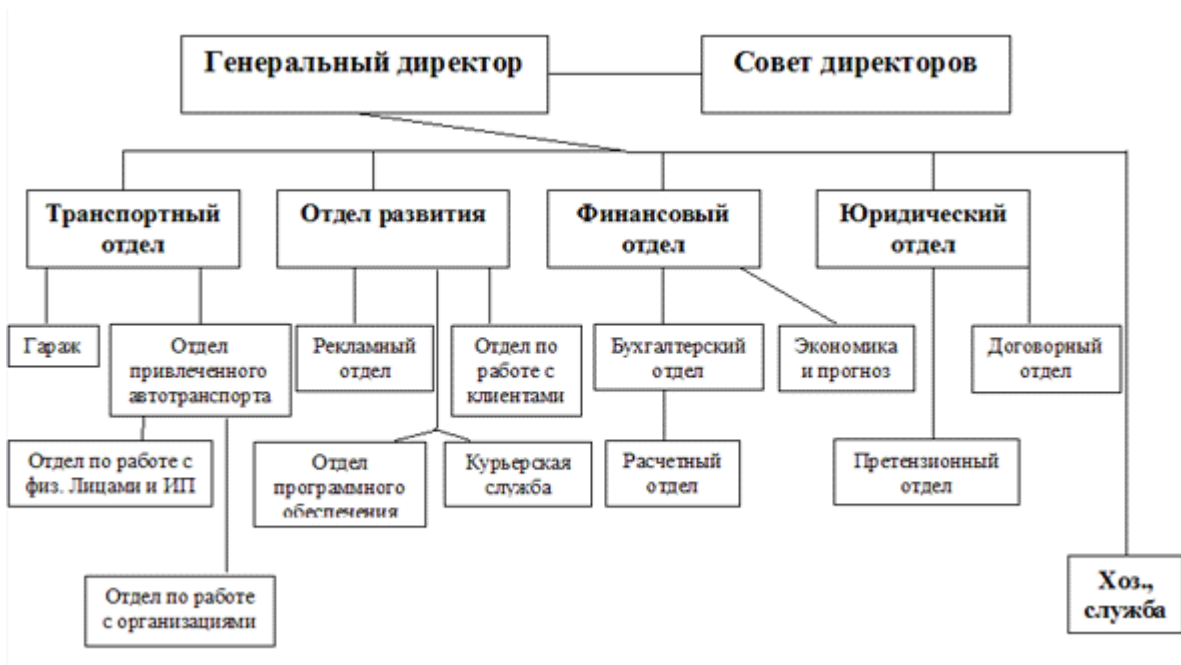 Генеральный директор
Совет директоров
Транспортный
отдел
Отдел развития
Финансовый
отдел
Юридический
отдел
Гараж
Отдел
привлеченного
автотранспорта
Рекламный
отдел
Отдел по
работе с
клиентами
Бухгалтерский
отдел
Экономика
и прогноз
Договорный
отдел
Отдел по работе с
физ. Лицами и ИП
Отдел
программного
обеспечения
Курьерская
служба
Расчетный
отдел
Претензионный
отдел
Отдел по работе
с организациями
Хоз.,
служба